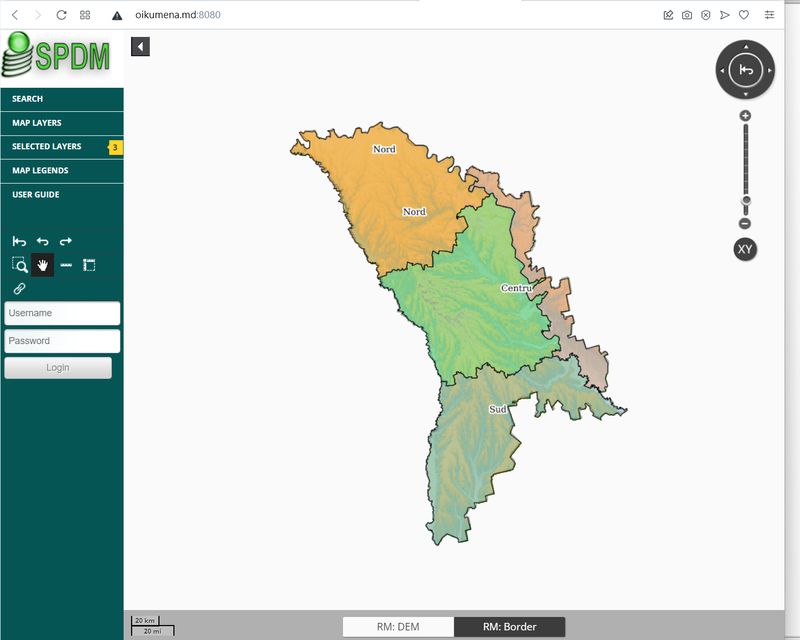 oikumena.md:8080
SPDM
SEARCH
MAP LAYERS
SELECTED LAYERS 3
MAP LEGENDS
USER GUIDE
Username
Password
Login
Nord
Nord
Centru
Sud
XY
20 km
20 mi
RM: DEM
RM: Border